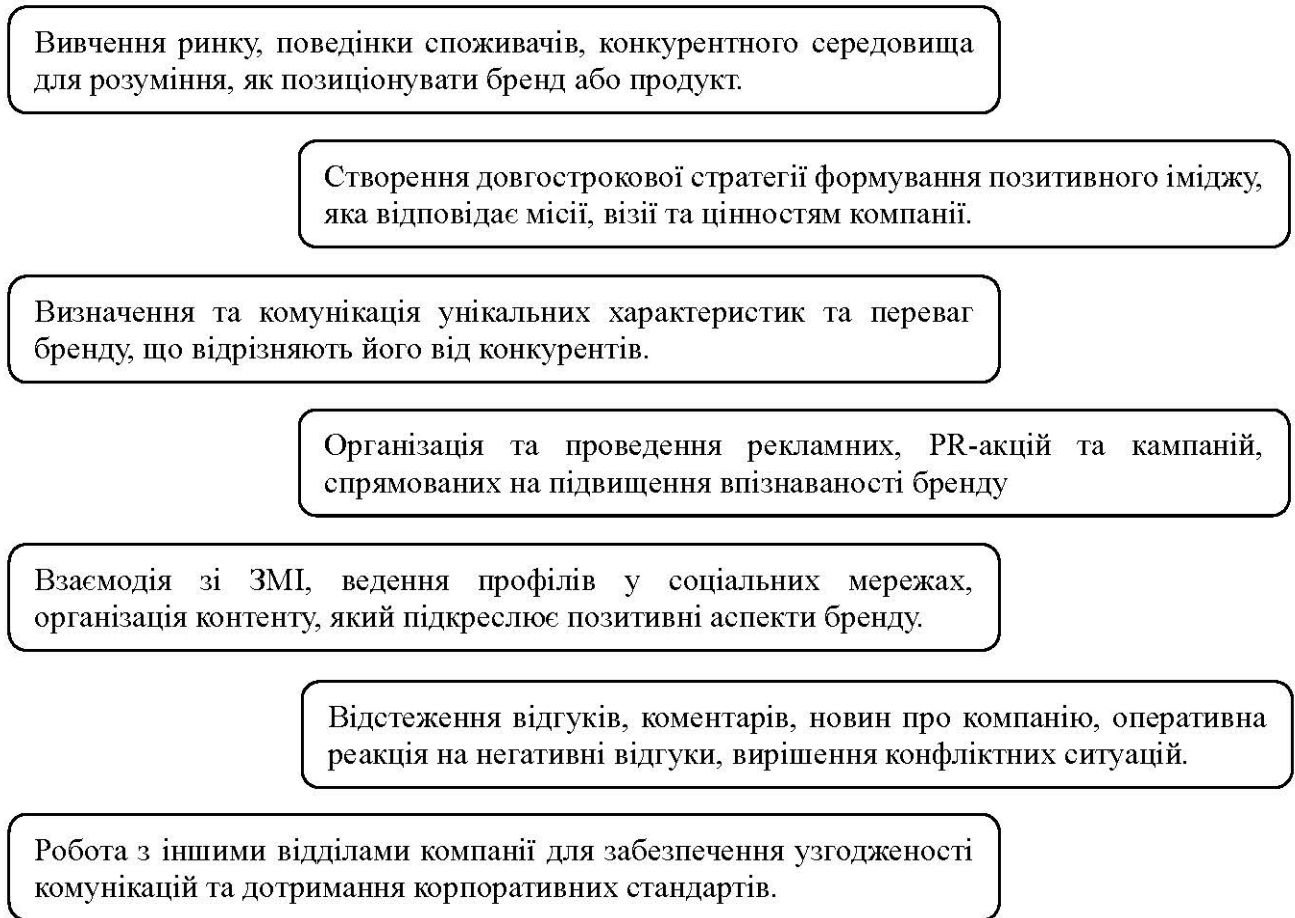 Вивчення ринку, поведінки споживачів, конкурентного середовища
для розуміння, як позиціонувати бренд або продукт.
Створення довгострокової стратегії формування позитивного іміджу,
яка відповідає місії, візії та цінностям компанії.
Визначення та комунікація унікальних характеристик та переваг
бренду, що відрізняють його від конкурентів.
Організація та проведення рекламних, PR-акцій та кампаній,
спрямованих на підвищення впізнаваності бренду
Взаємодія зі ЗМІ, ведення профілів у соціальних мережах,
організація контенту, який підкреслює позитивні аспекти бренду.
Відстеження відгуків, коментарів, новин про компанію, оперативна
реакція на негативні відгуки, вирішення конфліктних ситуацій.
Робота з іншими відділами компанії для забезпечення узгодженості
комунікацій та дотримання корпоративних стандартів.